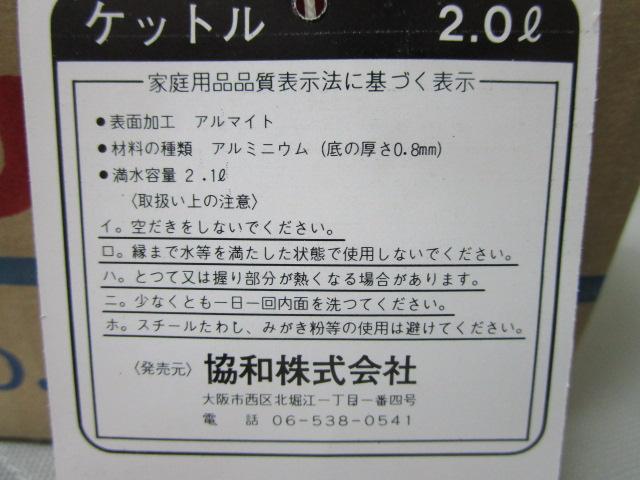 ケットル 2.0ℓ
家庭用品品質表示法に基づく表示
●表面加工 アルマイト
●材料の種類 アルミニウム (底の厚さ0.8mm)
●満水容量 2.1ℓ
〈取扱い上の注意〉
イ。空だきをしないでください。
ロ。縁まで水等を満たした状態で使用しないでください。
ハ。とつて又は握り部分が熱くなる場合があります。
ニ。少なくとも一日一回内面を洗つてください。
ホ。スチールたわし、みがき粉等の使用は避けてください。
〈発売元〉 協和株式会社
大阪市西区北堀江一丁目一番四号
電話 06-538-0541